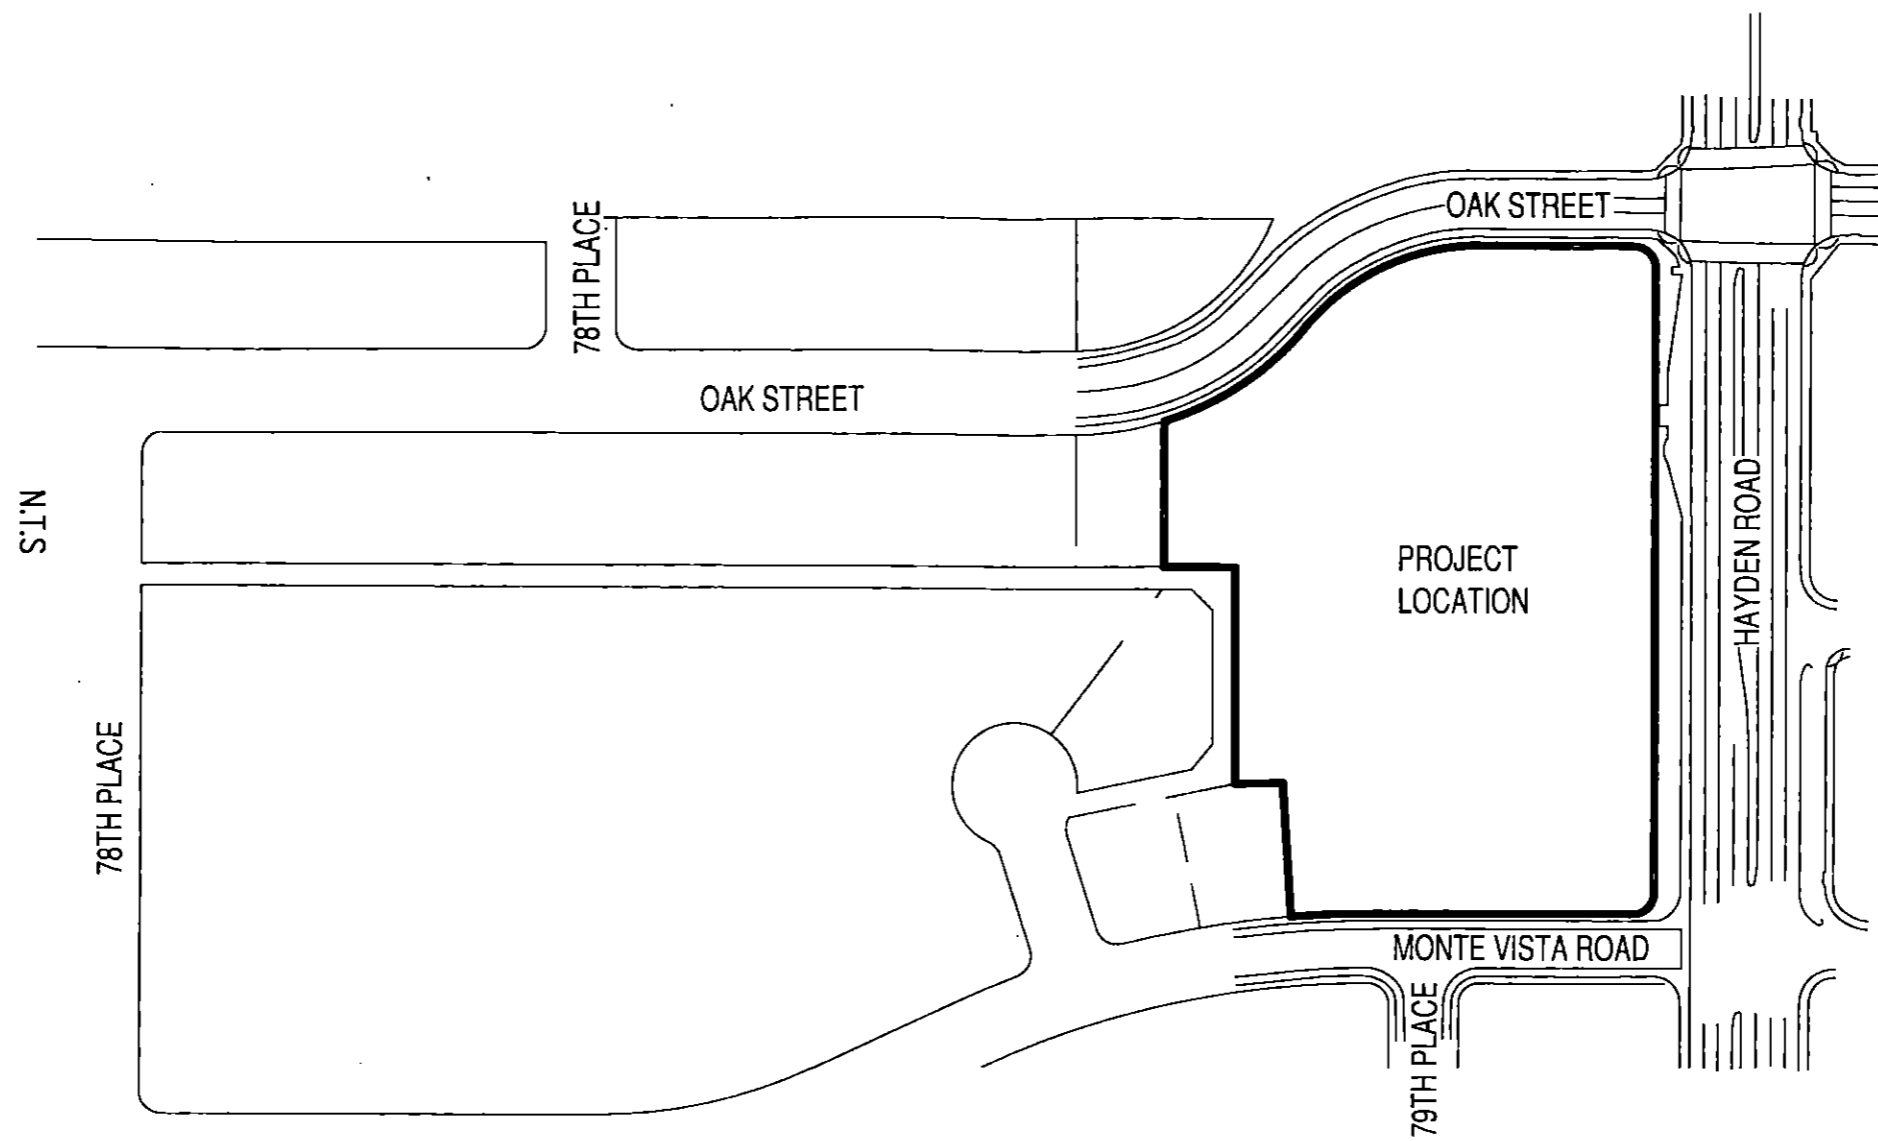 OAK STREET
78TH PLACE
OAK STREET
N.T.S
PROJECT
LOCATION
HAYDEN ROAD
78TH PLACE
MONTE VISTA ROAD
79TH PLACE